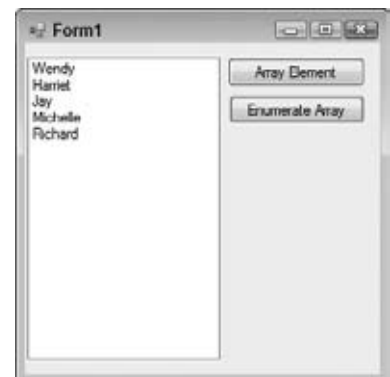 Form1
Wendy
Harriet
Jay
Michelle
Richard
Array Element
Enumerate Array